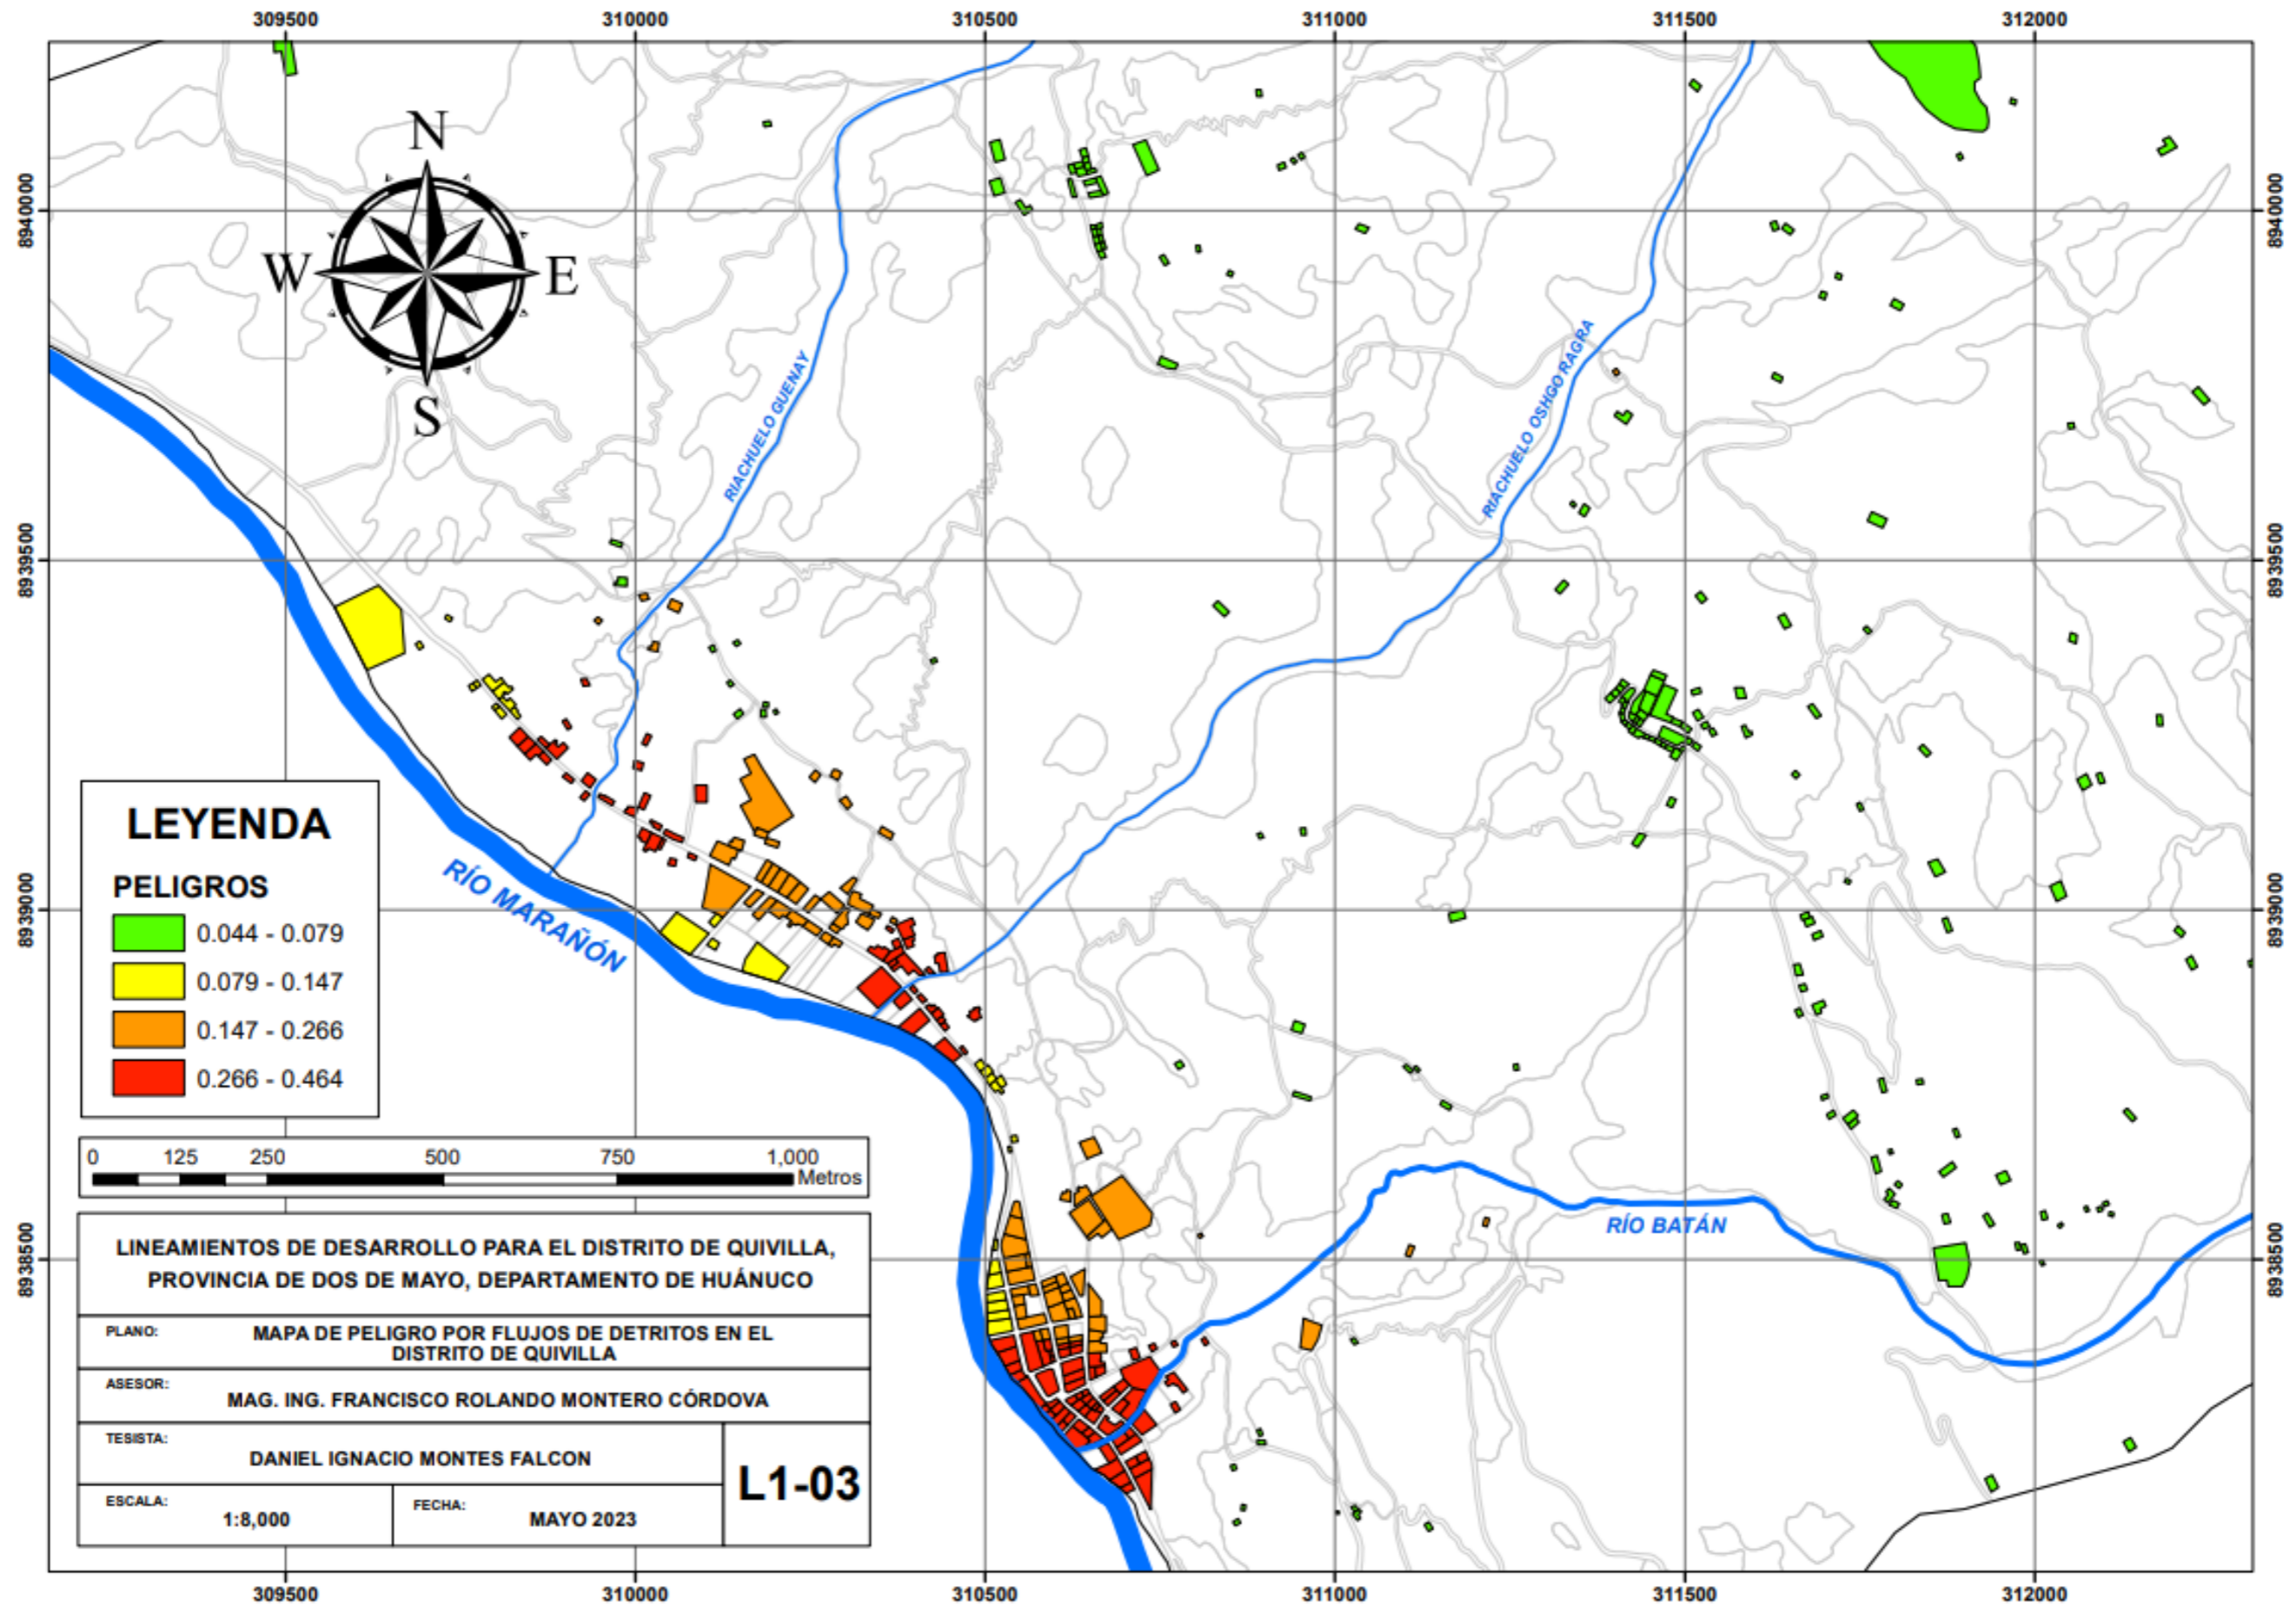 309500 310000 310500 311000 311500 312000
N
W E
S
8940000 8940000
RIACHUELO GUENAY
RIACHUELO OSHGO RAGRA
8939500 8939500
LEYENDA
PELIGROS
0.044 - 0.079
0.079 - 0.147
0.147 - 0.266
0.266 - 0.464
RÍO MARAÑÓN
8939000 8939000
0 125 250 500 750 1,000
Metros
RÍO BATÁN
8938500 8938500
LINEAMIENTOS DE DESARROLLO PARA EL DISTRITO DE QUIVILLA,
PROVINCIA DE DOS DE MAYO, DEPARTAMENTO DE HUÁNUCO
PLANO: MAPA DE PELIGRO POR FLUJOS DE DETRITOS EN EL
DISTRITO DE QUIVILLA
ASESOR:
MAG. ING. FRANCISCO ROLANDO MONTERO CÓRDOVA
TESISTA:
DANIEL IGNACIO MONTES FALCON
L1-03
ESCALA: FECHA:
1:8,000 MAYO 2023
309500 310000 310500 311000 311500 312000